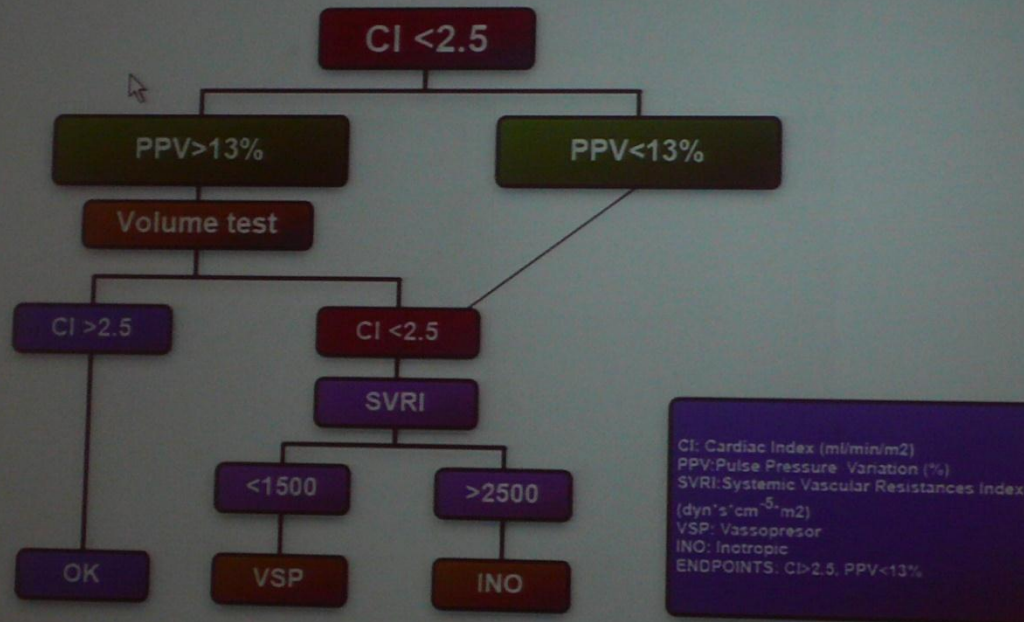 CI <2.5
PPV>13%
PPV<13%
Volume test
CI >2.5
CI <2.5
SVRI
<1500
>2500
OK
VSP
INO
CI: Cardiac Index (ml/min/m2)
PPV:Pulse Pressure Variation (%)
SVRI:Systemic Vascular Resistances Index
(dyn*s*cm⁻⁵*m2)
VSP: Vassopresor
INO: Inotropic
ENDPOINTS: CI>2.5, PPV<13%